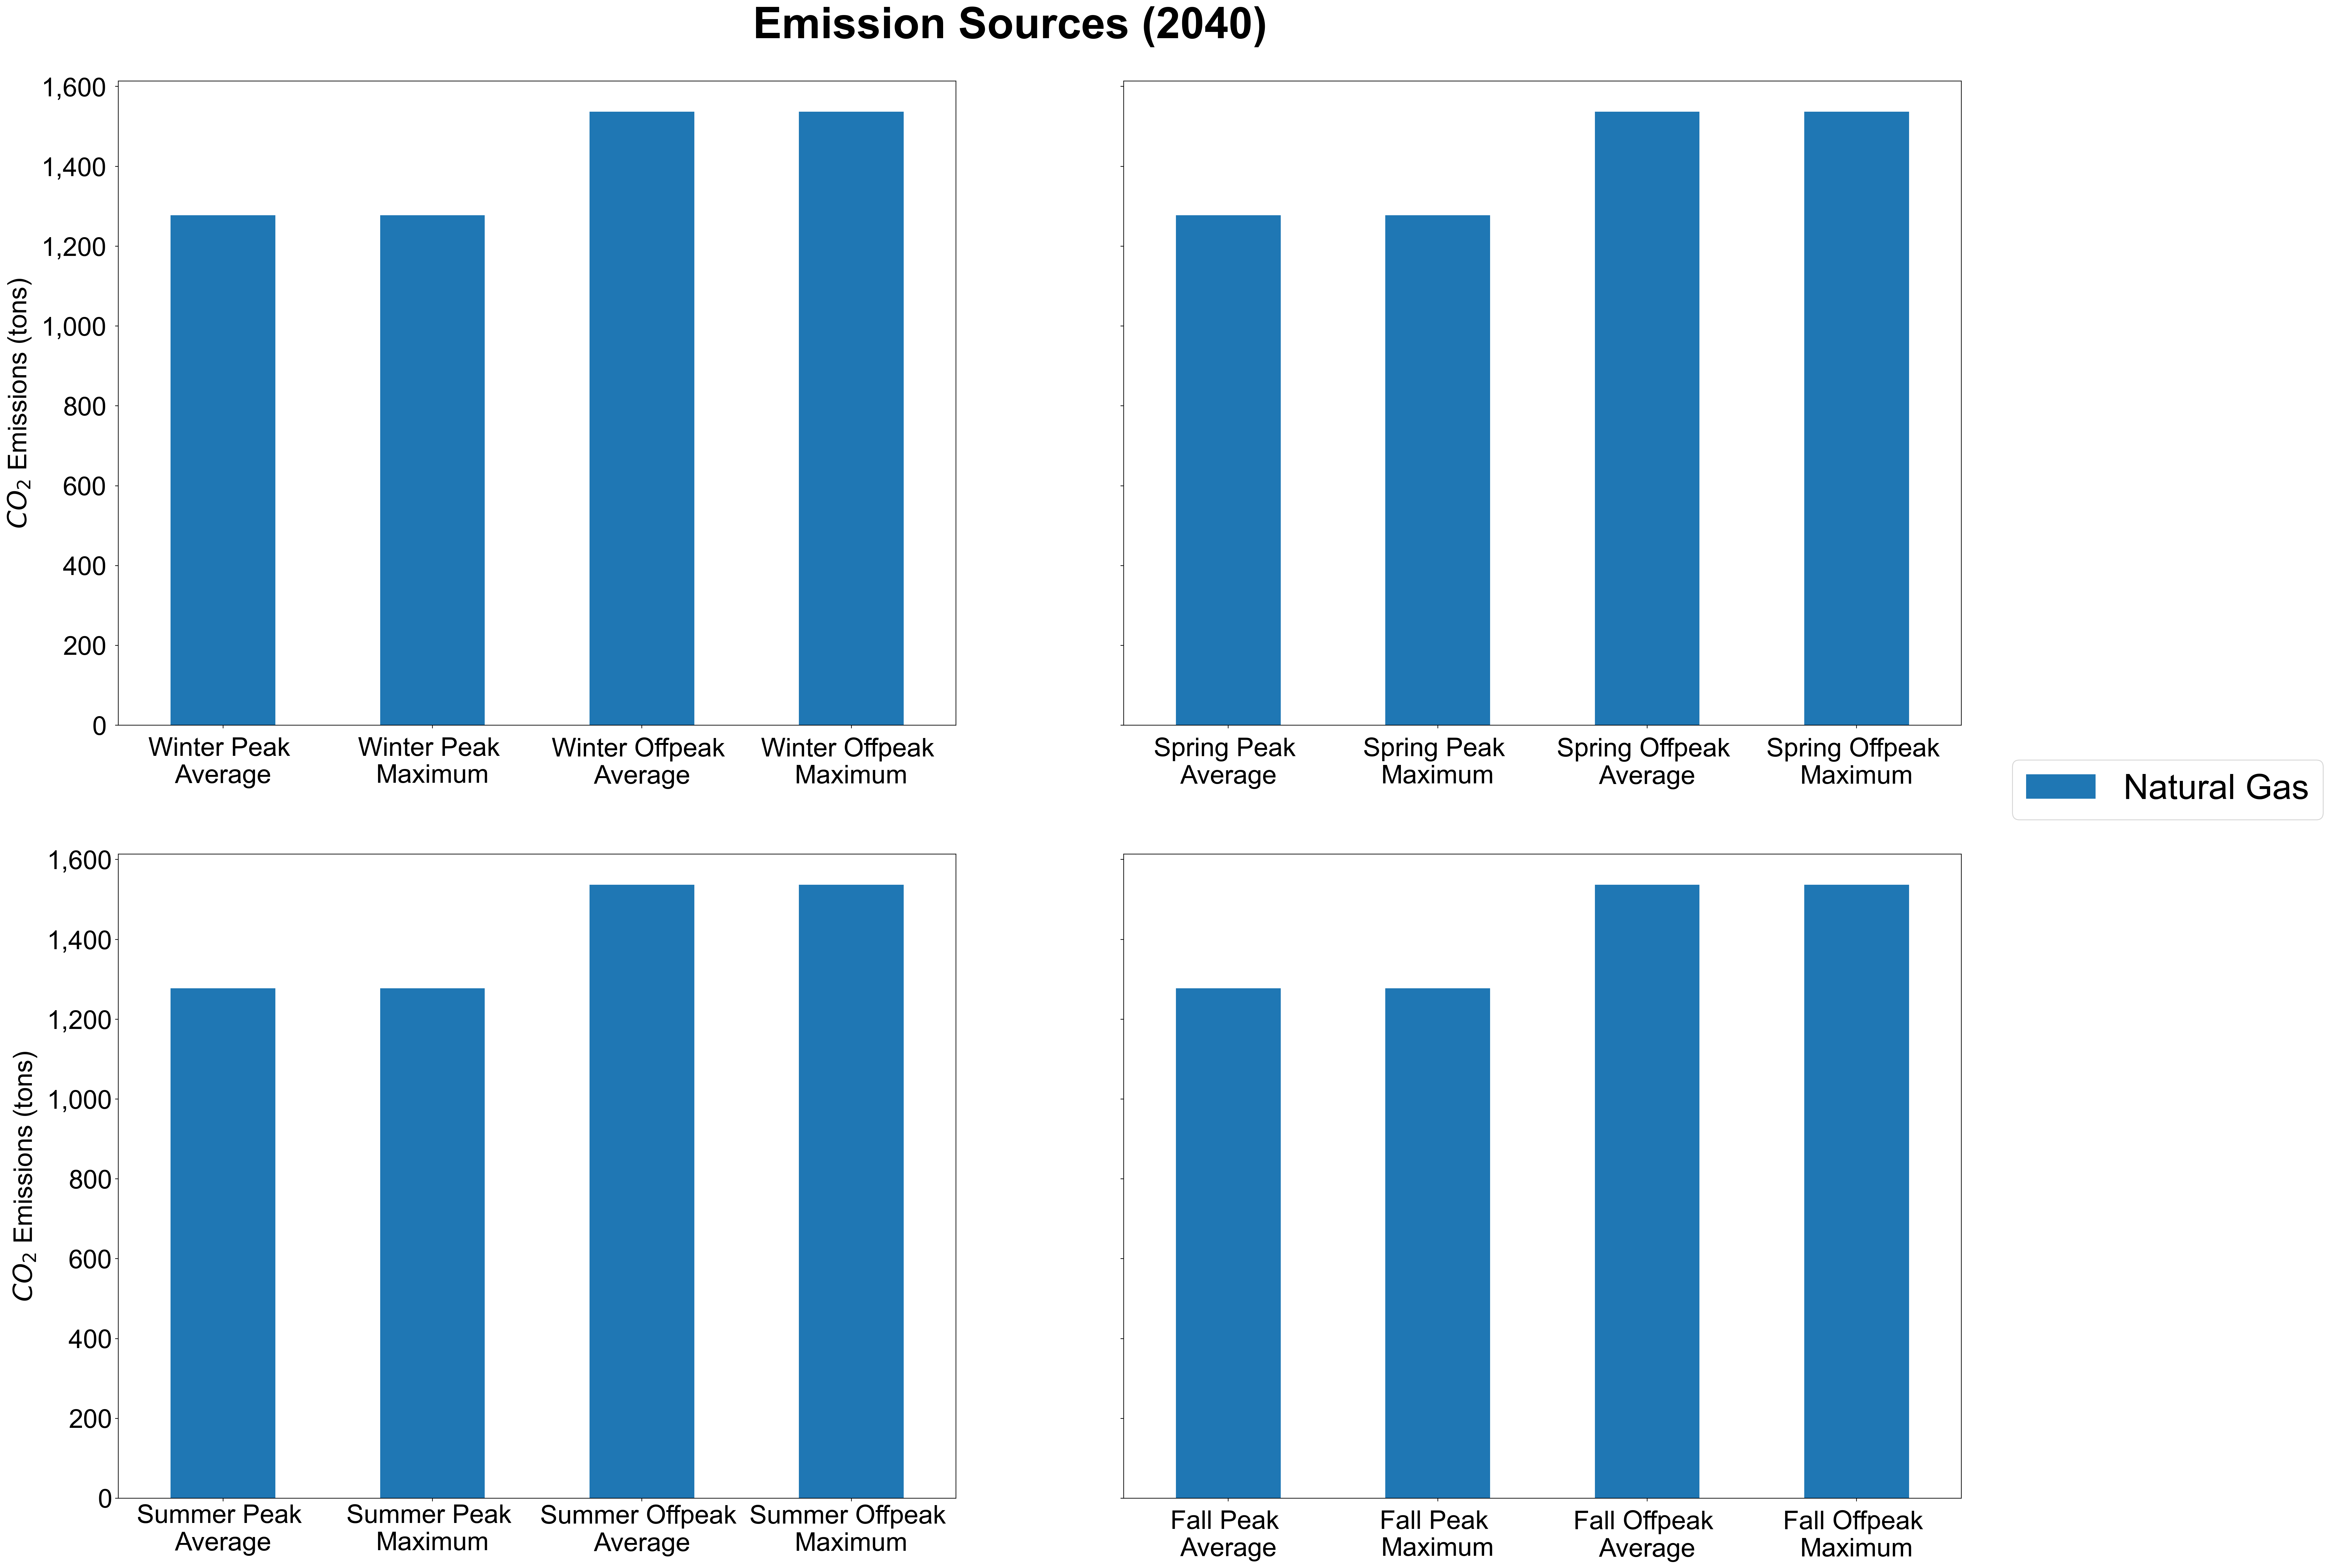 Emission Sources (2040)
CO2 Emissions (tons)
1,600
1,400
1,200
1,000
800
600
400
200
0
Winter Peak
Average
Winter Peak
Maximum
Winter Offpeak
Average
Winter Offpeak
Maximum
Spring Peak
Average
Spring Peak
Maximum
Spring Offpeak
Average
Spring Offpeak
Maximum
Natural Gas
CO2 Emissions (tons)
1,600
1,400
1,200
1,000
800
600
400
200
0
Summer Peak
Average
Summer Peak
Maximum
Summer Offpeak
Average
Summer Offpeak
Maximum
Fall Peak
Average
Fall Peak
Maximum
Fall Offpeak
Average
Fall Offpeak
Maximum